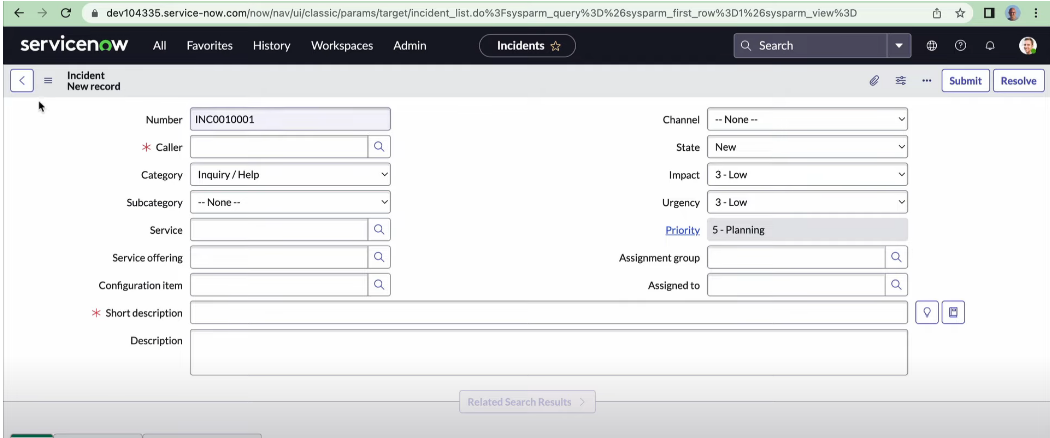 dev104335.service-now.com/now/nav/ui/classic/params/target/incident_list.do%3Fsysparm_query%3D%26sysparm_first_row%3D1%26sysparm_view%3D
servicenow All Favorites History Workspaces Admin Incidents Search
Incident
New record
Submit Resolve
Number INC0010001 Channel -- None --
Caller State New
Category Inquiry / Help Impact 3 - Low
Subcategory -- None -- Urgency 3 - Low
Service Priority 5 - Planning
Service offering Assignment group
Configuration item Assigned to
Short description
Description
Related Search Results